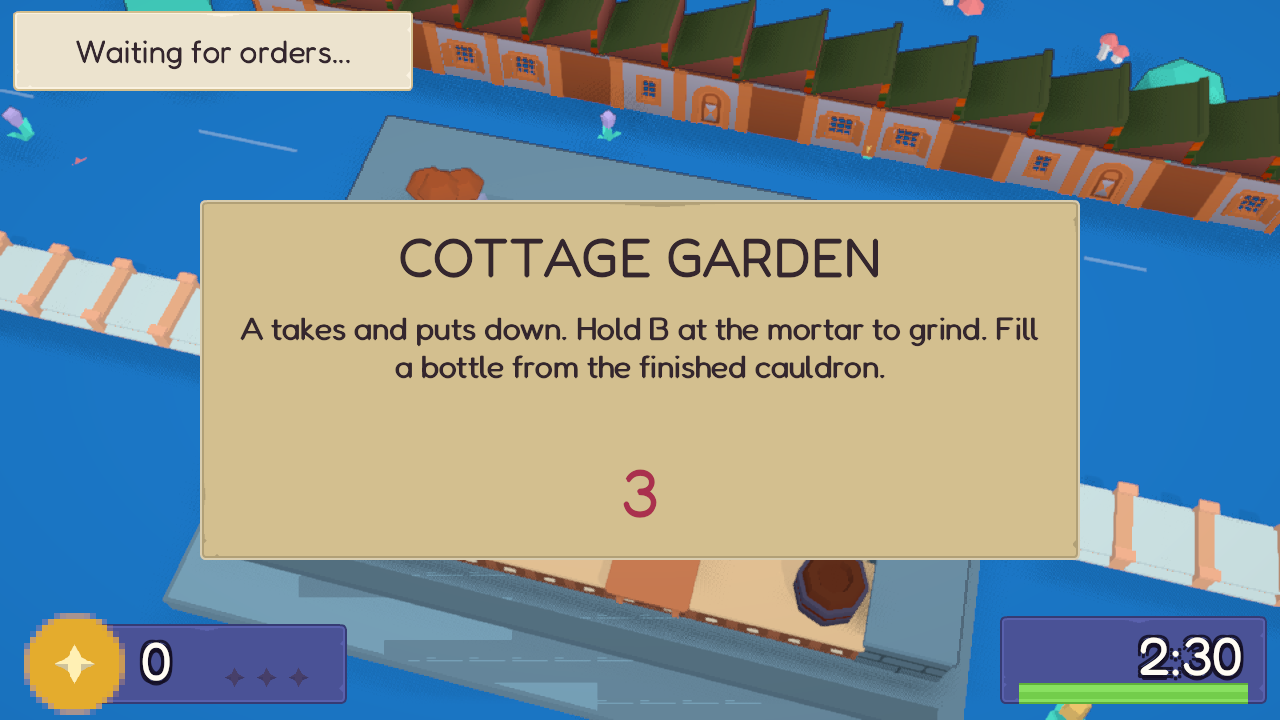 Waiting for orders...
COTTAGE GARDEN
A takes and puts down. Hold B at the mortar to grind. Fill
a bottle from the finished cauldron.
3
0
2:30